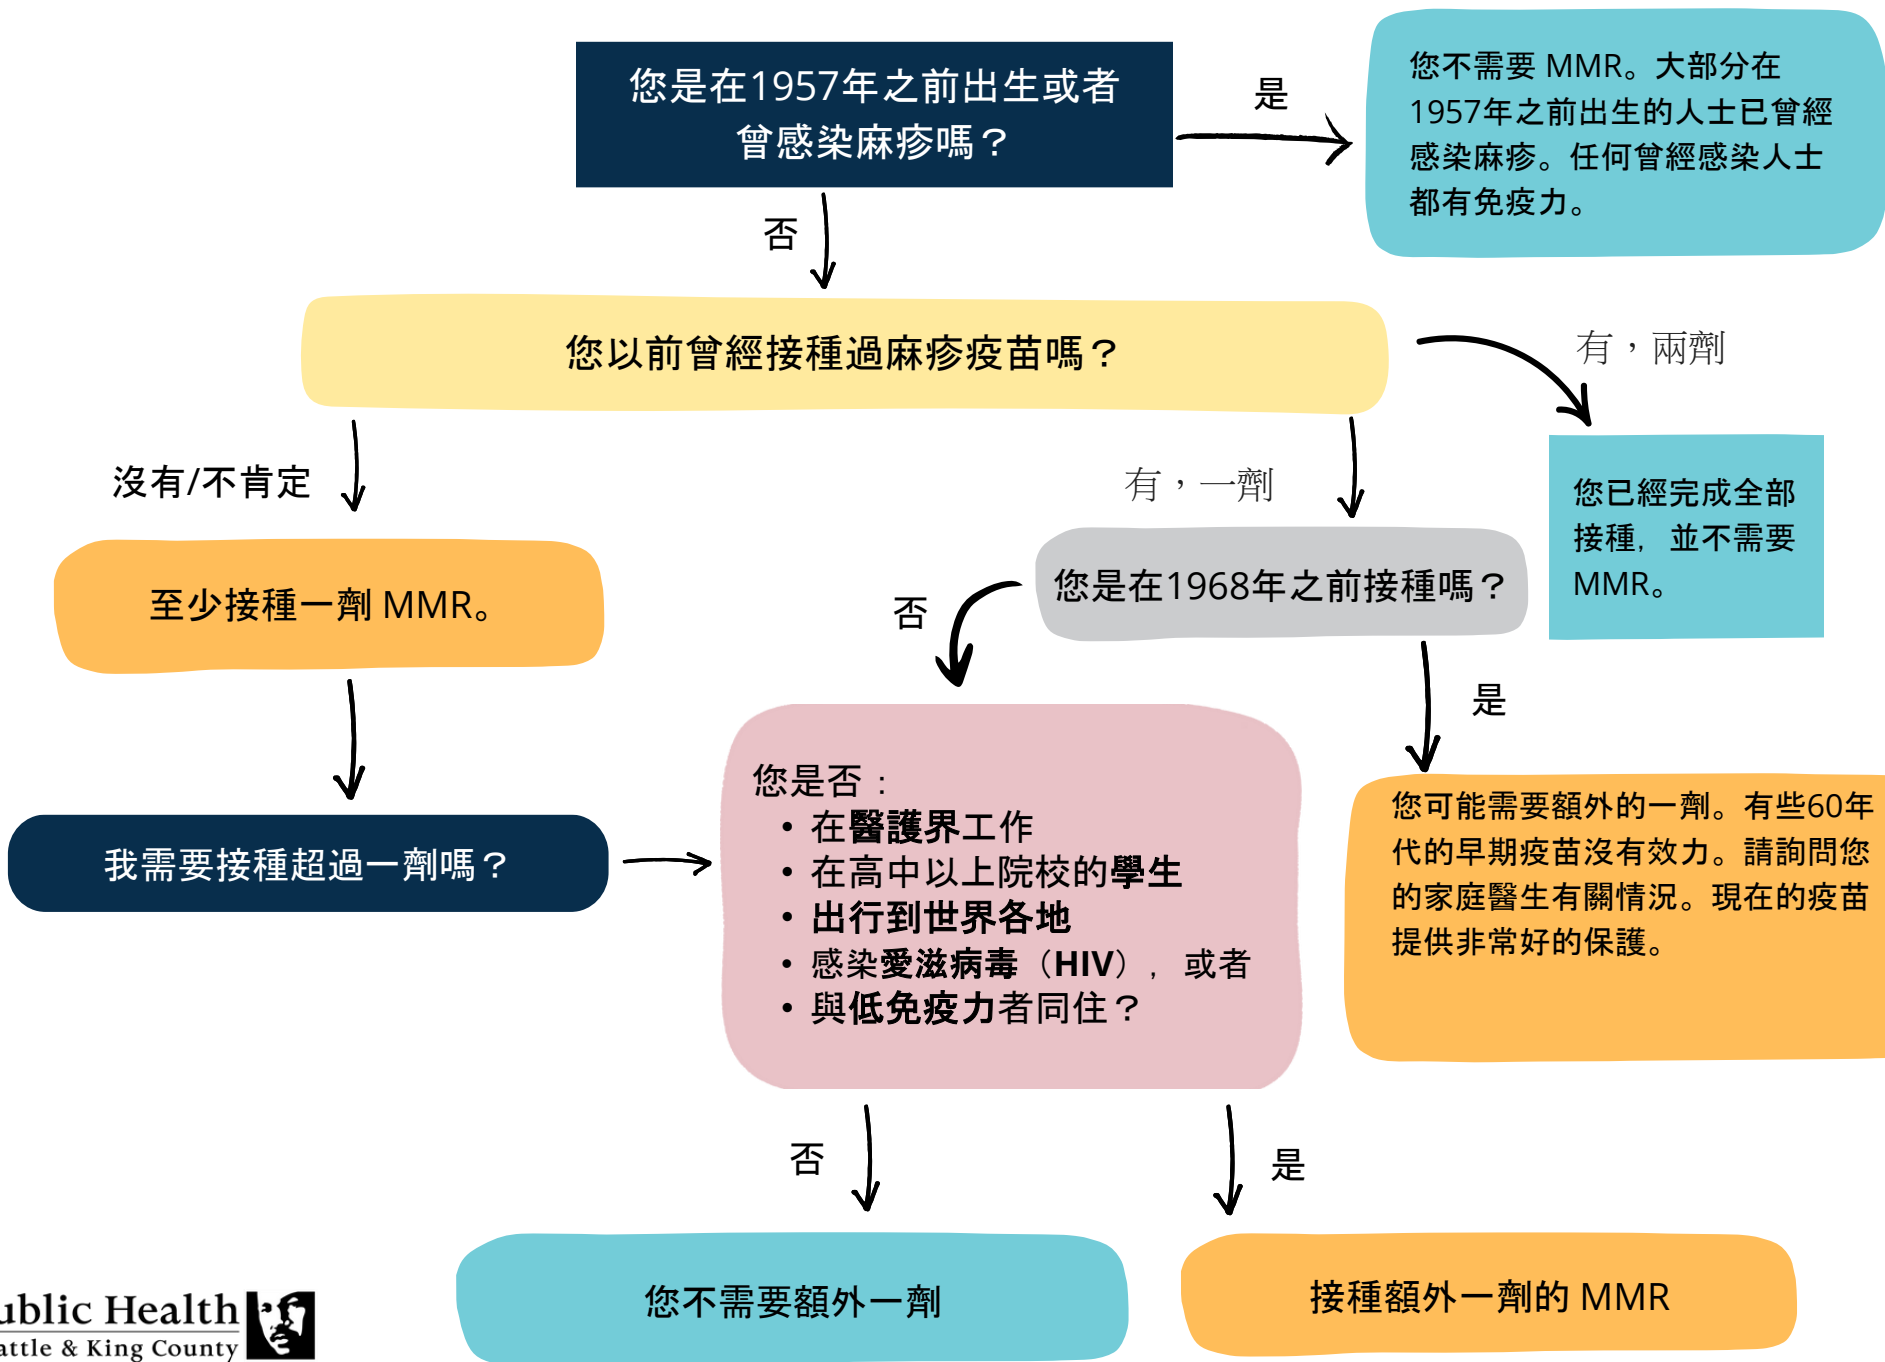 您是在1957年之前出生或者
曾感染麻疹嗎？
是
您不需要 MMR。大部分在
1957年之前出生的人士已曾經
感染麻疹。任何曾經感染人士
都有免疫力。
否
您以前曾經接種過麻疹疫苗嗎？
有，兩劑
沒有/不肯定
有，一劑
您已經完成全部
接種，並不需要
MMR。
至少接種一劑 MMR。
您是在1968年之前接種嗎？
否
是
您是否：
• 在醫護界工作
• 在高中以上院校的學生
• 出行到世界各地
• 感染愛滋病毒（HIV），或者
• 與低免疫力者同住？
我需要接種超過一劑嗎？
您可能需要額外的一劑。有些60年
代的早期疫苗沒有效力。請詢問您
的家庭醫生有關情況。現在的疫苗
提供非常好的保護。
否
是
您不需要額外一劑
接種額外一劑的 MMR
ublic Health
attle & King County